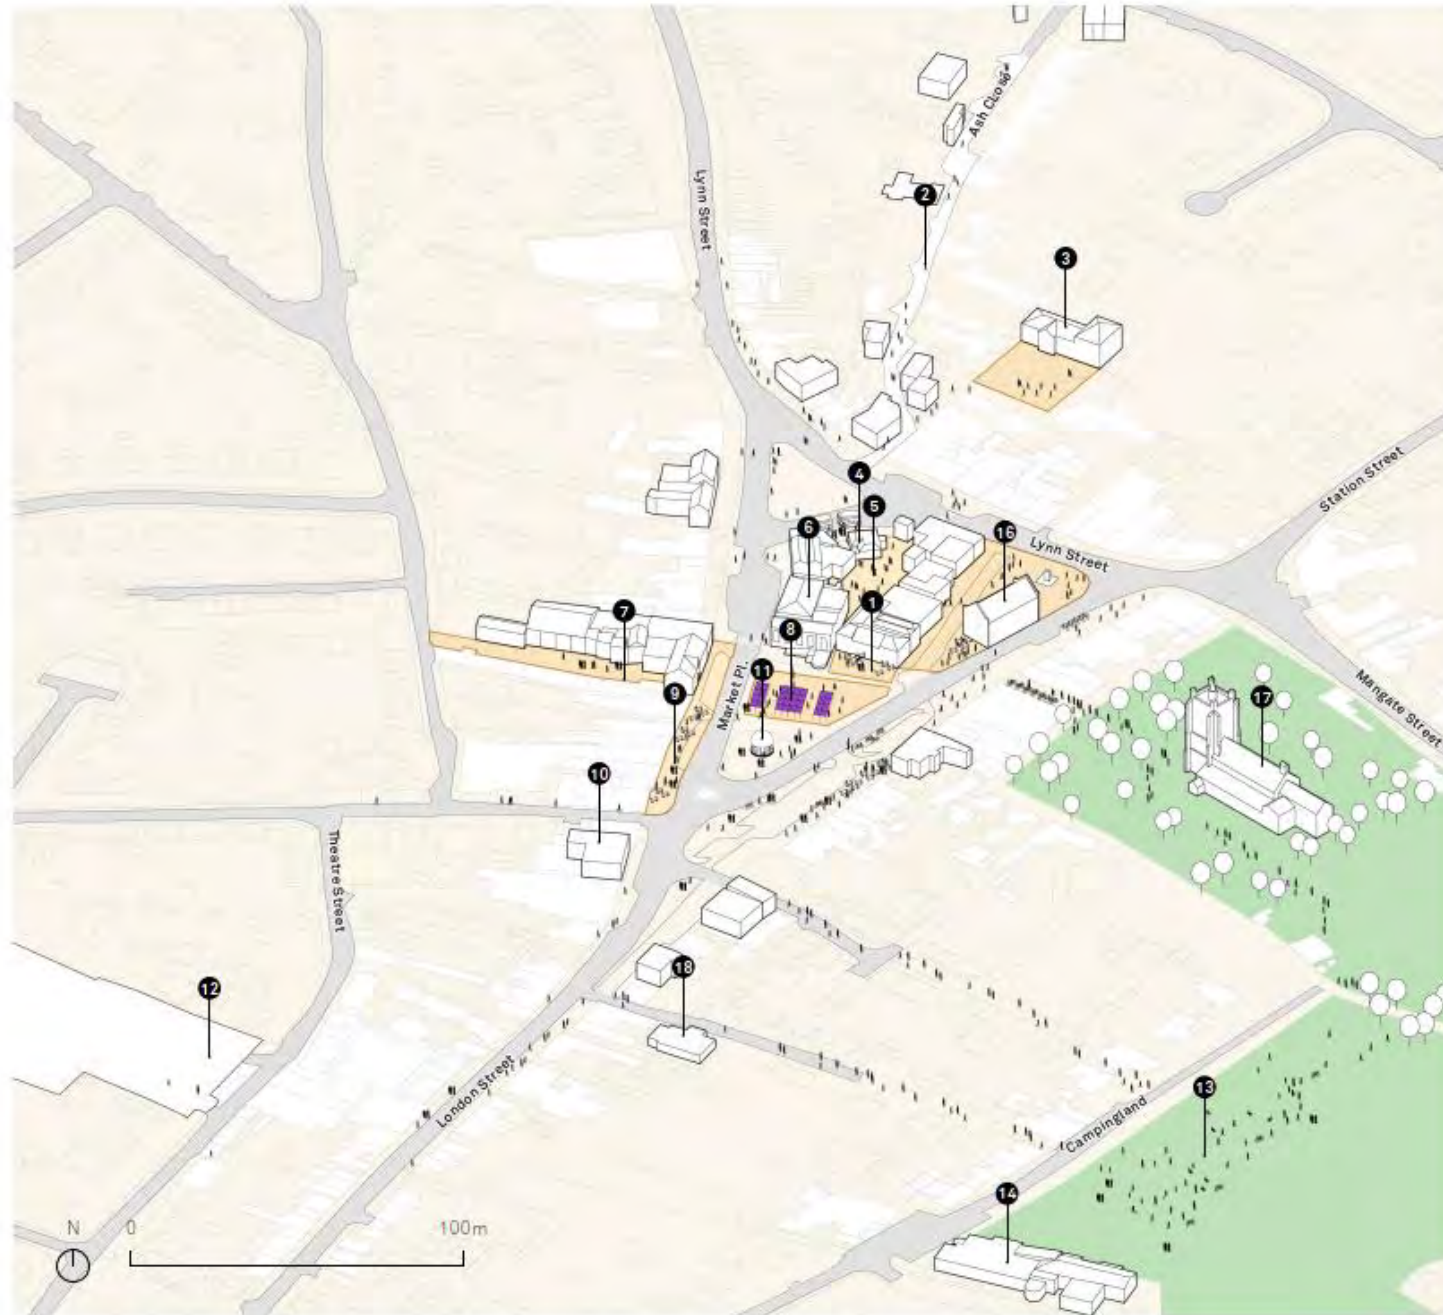 Ash CLose
2
Lynn Street
3
Station Street
4
5
6
16
Lynn Street
1
7
8
11
Market Pl.
9
17
Mangate Street
10
Theatre Street
18
12
London Street
13
Campingland
14
N 0 100m